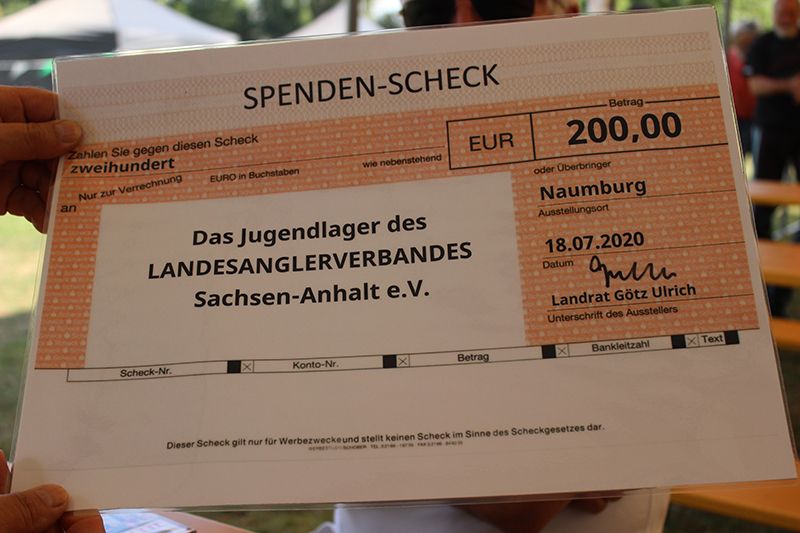 SPENDEN-SCHECK
Zahlen Sie gegen diesen Scheck
zweihundert
EUR
Betrag
200,00
Nur zur Verrechnung
EURO in Buchstaben
wie nebenstehend
oder Überbringer
an
Das Jugendlager des
LANDESANGLERVERBANDES
Sachsen-Anhalt e.V.
Naumburg
Ausstellungsort
18.07.2020
Datum
Landrat Götz Ulrich
Unterschrift des Ausstellers
Scheck-Nr.
Konto-Nr.
Betrag
Bankleitzahl
Text
Dieser Scheck gilt nur für Werbezweckeund stellt keinen Scheck im Sinne des Scheckgesetzes dar.